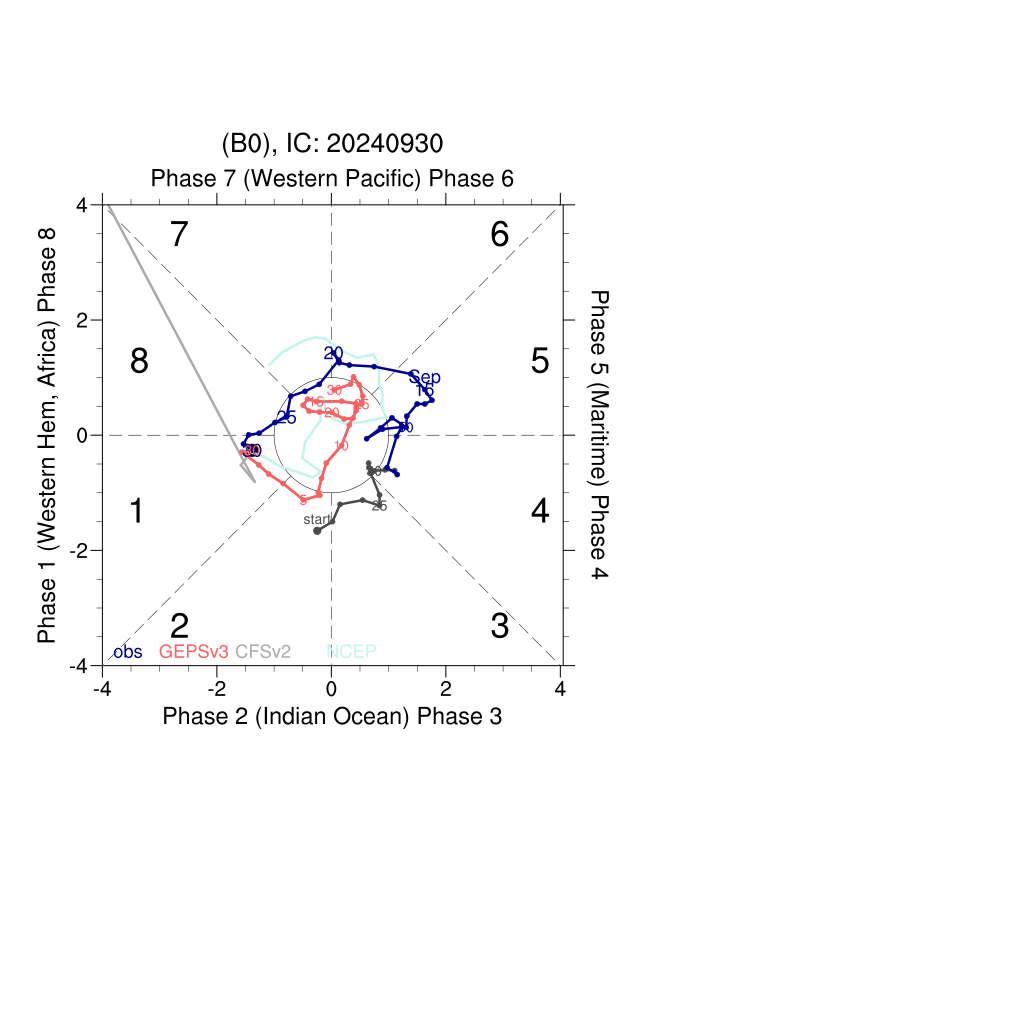 (B0), IC: 20240930
Phase 7 (Western Pacific) Phase 6
Phase 1 (Western Hem, Africa) Phase 8
Phase 5 (Maritime) Phase 4
4
2
0
-2
-4
7
6
8
5
1
4
2
3
20
Sep
15
30
15
25
20
25
10
30
10
5
25
start
obs GEPSv3 CFSv2 NCEP
-4 -2 0 2 4
Phase 2 (Indian Ocean) Phase 3